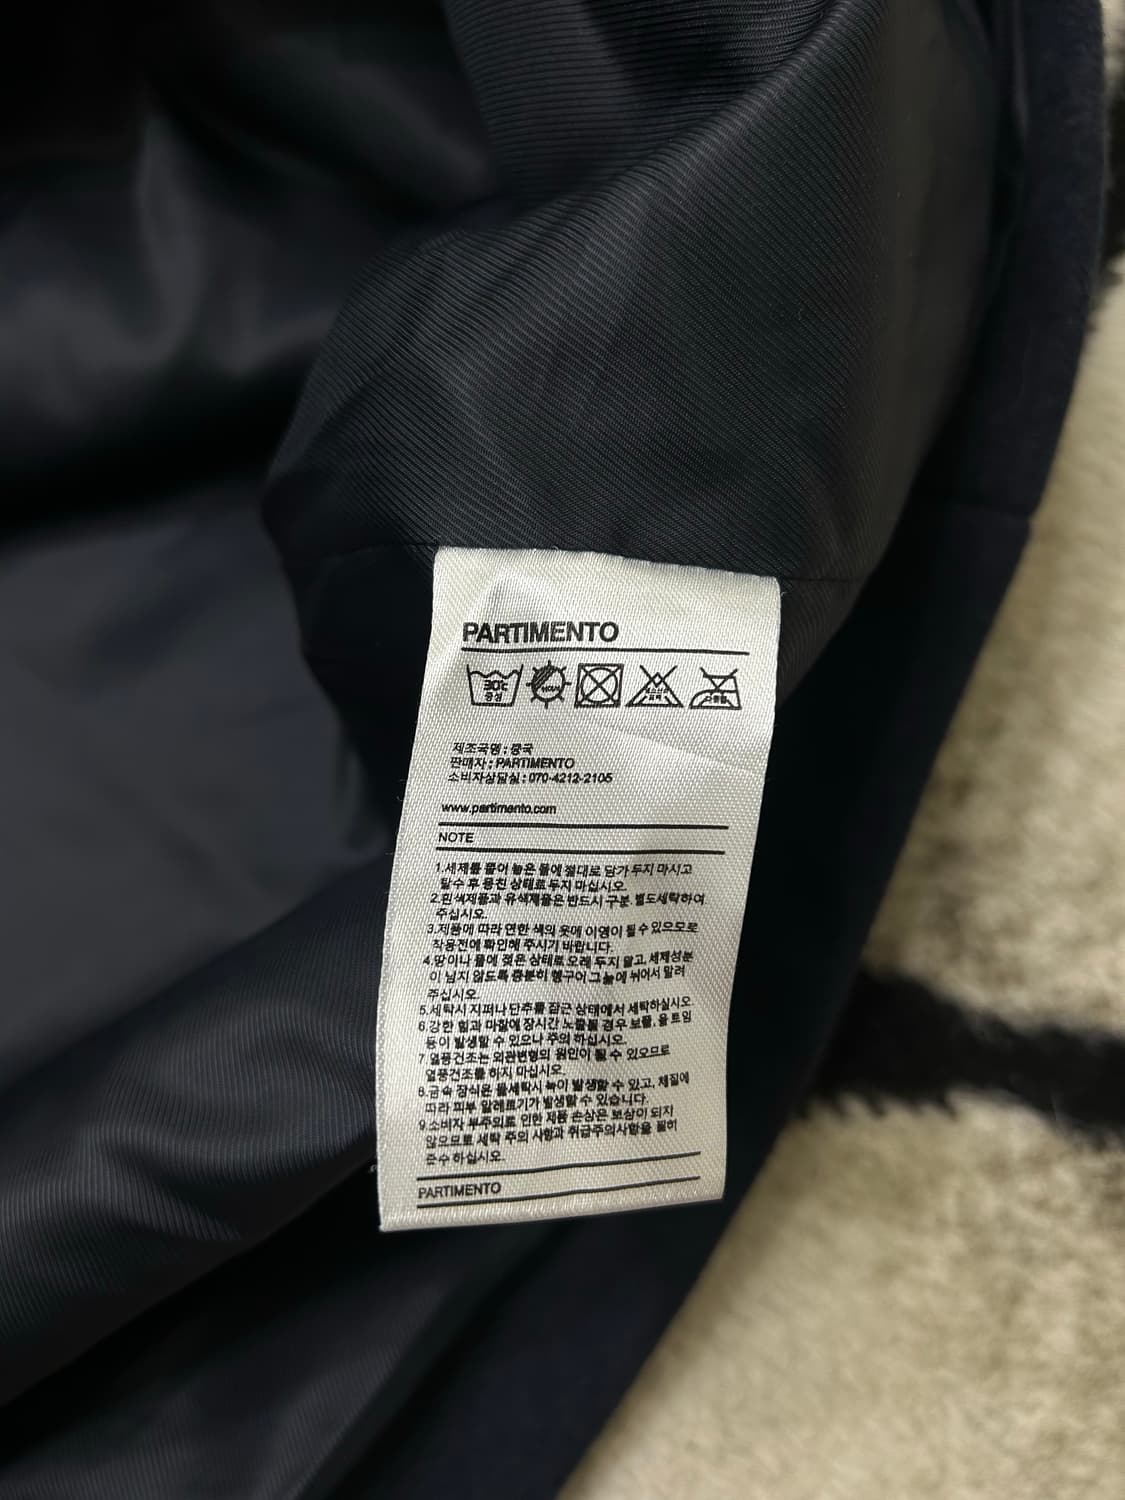 PARTIMENTO
30℃
중성
제조국명 : 중국
판매자 : PARTIMENTO
소비자상담실 : 070-4212-2105
www.partimento.com
NOTE
1.세제를 풀어 놓은 물에 절대로 담가 두지 마시고
탈수 후 뭉친 상태로 두지 마십시오.
2.흰색제품과 유색제품은 반드시 구분. 별도세탁하여
주십시오.
3.제품에 따라 연한 색의 옷에 이염이 될 수 있으므로
착용전에 확인해 주시기 바랍니다.
4.땀이나 물에 젖은 상태로 오래 두지 말고, 세제성분
이 남지 않도록 충분히 헹구어 그늘에 뉘어서 말려
주십시오.
5.세탁시 지퍼나 단추를 잠근 상태에서 세탁하실시오
6.강한 힘과 마찰에 장시간 노출될 경우 보풀, 올 트임
등이 발생할 수 있으나 주의 하십시오.
7.열풍건조는 외관변형의 원인이 될 수 있으므로
열풍건조를 하지 마십시오.
8.금속 장식은 물세탁시 녹이 발생할 수 있고, 체질에
따라 피부 알레르기가 발생할 수 있습니다.
9.소비자 부주의로 인한 제품 손상은 보상이 되지
않으므로 세탁 주의 사항과 취급주의사항을 필히
준수 하십시오.
PARTIMENTO